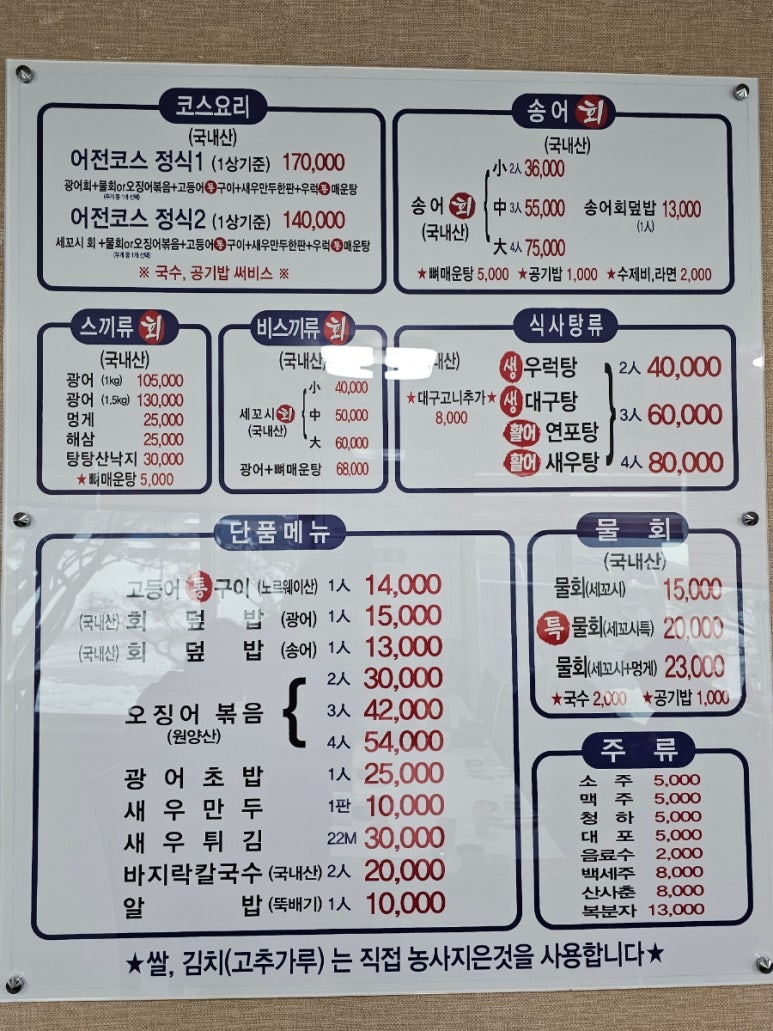 코스요리
(국내산)
어전코스 정식1 (1상기준) 170,000
광어회+물회or오징어볶음+고등어통구이+새우만두한판+우럭통매운탕
(두개 중 1개 선택)
어전코스 정식2 (1상기준) 140,000
세꼬시 회 +물회or오징어볶음+고등어통구이+새우만두한판+우럭통매운탕
(두개 중 1개 선택)
※ 국수, 공기밥 써비스 ※
송어 회
(국내산)
송어 회
(국내산)
小 2人 36,000
中 3人 55,000
大 4人 75,000
송어회덮밥 13,000
(1人)
★뼈매운탕 5,000 ★공기밥 1,000 ★수제비,라면 2,000
스끼류 회
(국내산)
광어 (1kg) 105,000
광어 (1.5kg) 130,000
멍게 25,000
해삼 25,000
탕탕산낙지 30,000
★뼈매운탕 5,000
비스끼류 회
(국내산)
세꼬시 회
(국내산)
小 40,000
中 50,000
大 60,000
광어+뼈매운탕 68,000
식사탕류
내산)
★대구고니추가★
8,000
생 우럭탕
생 대구탕
활어 연포탕
활어 새우탕
2人 40,000
3人 60,000
4人 80,000
단품메뉴
고등어 통 구이 (노르웨이산) 1人 14,000
(국내산) 회 덮 밥 (광어) 1人 15,000
(국내산) 회 덮 밥 (송어) 1人 13,000
오징어 볶음
(원양산)
2人 30,000
3人 42,000
4人 54,000
광 어 초 밥 1人 25,000
새 우 만 두 1판 10,000
새 우 튀 김 22M 30,000
바지락칼국수 (국내산) 2人 20,000
알 밥 (뚝배기) 1人 10,000
물 회
(국내산)
물회(세꼬시) 15,000
특 물회(세꼬시특) 20,000
물회(세꼬시+멍게) 23,000
★국수 2,000 ★공기밥 1,000
주 류
소 주 5,000
맥 주 5,000
청 하 5,000
대 포 5,000
음료수 2,000
백세주 8,000
산사춘 8,000
복분자 13,000
★쌀, 김치(고추가루) 는 직접 농사지은것을 사용합니다★